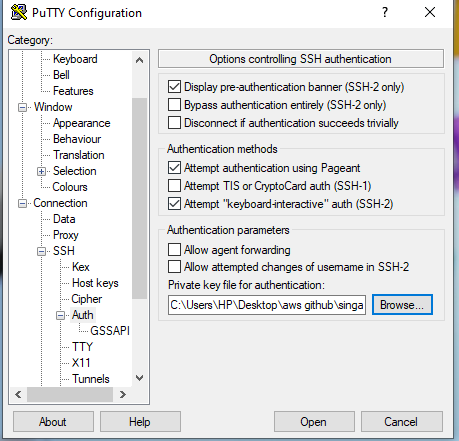 PuTTY Configuration
Category:
Keyboard
Bell
Features
Window
Appearance
Behaviour
Translation
Selection
Colours
Connection
Data
Proxy
SSH
Kex
Host keys
Cipher
Auth
GSSAPI
TTY
X11
Tunnels
Options controlling SSH authentication
Display pre-authentication banner (SSH-2 only)
Bypass authentication entirely (SSH-2 only)
Disconnect if authentication succeeds trivially
Authentication methods
Attempt authentication using Pageant
Attempt TIS or CryptoCard auth (SSH-1)
Attempt "keyboard-interactive" auth (SSH-2)
Authentication parameters
Allow agent forwarding
Allow attempted changes of username in SSH-2
Private key file for authentication:
C:\Users\HP\Desktop\aws github\singa
Browse...
About
Help
Open
Cancel